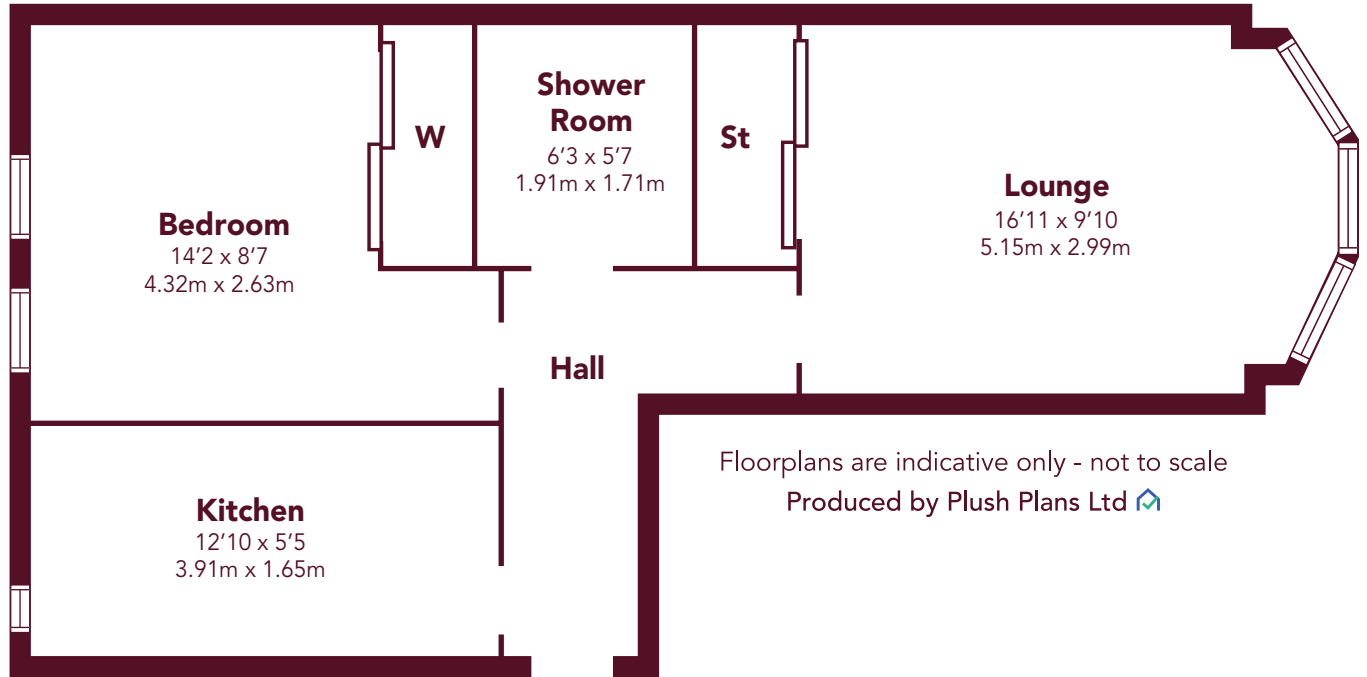 Bedroom
14'2 x 8'7
4.32m x 2.63m
W
Shower
Room
6'3 x 5'7
1.91m x 1.71m
St
Lounge
16'11 x 9'10
5.15m x 2.99m
Hall
Kitchen
12'10 x 5'5
3.91m x 1.65m
Floorplans are indicative only - not to scale
Produced by Plush Plans Ltd